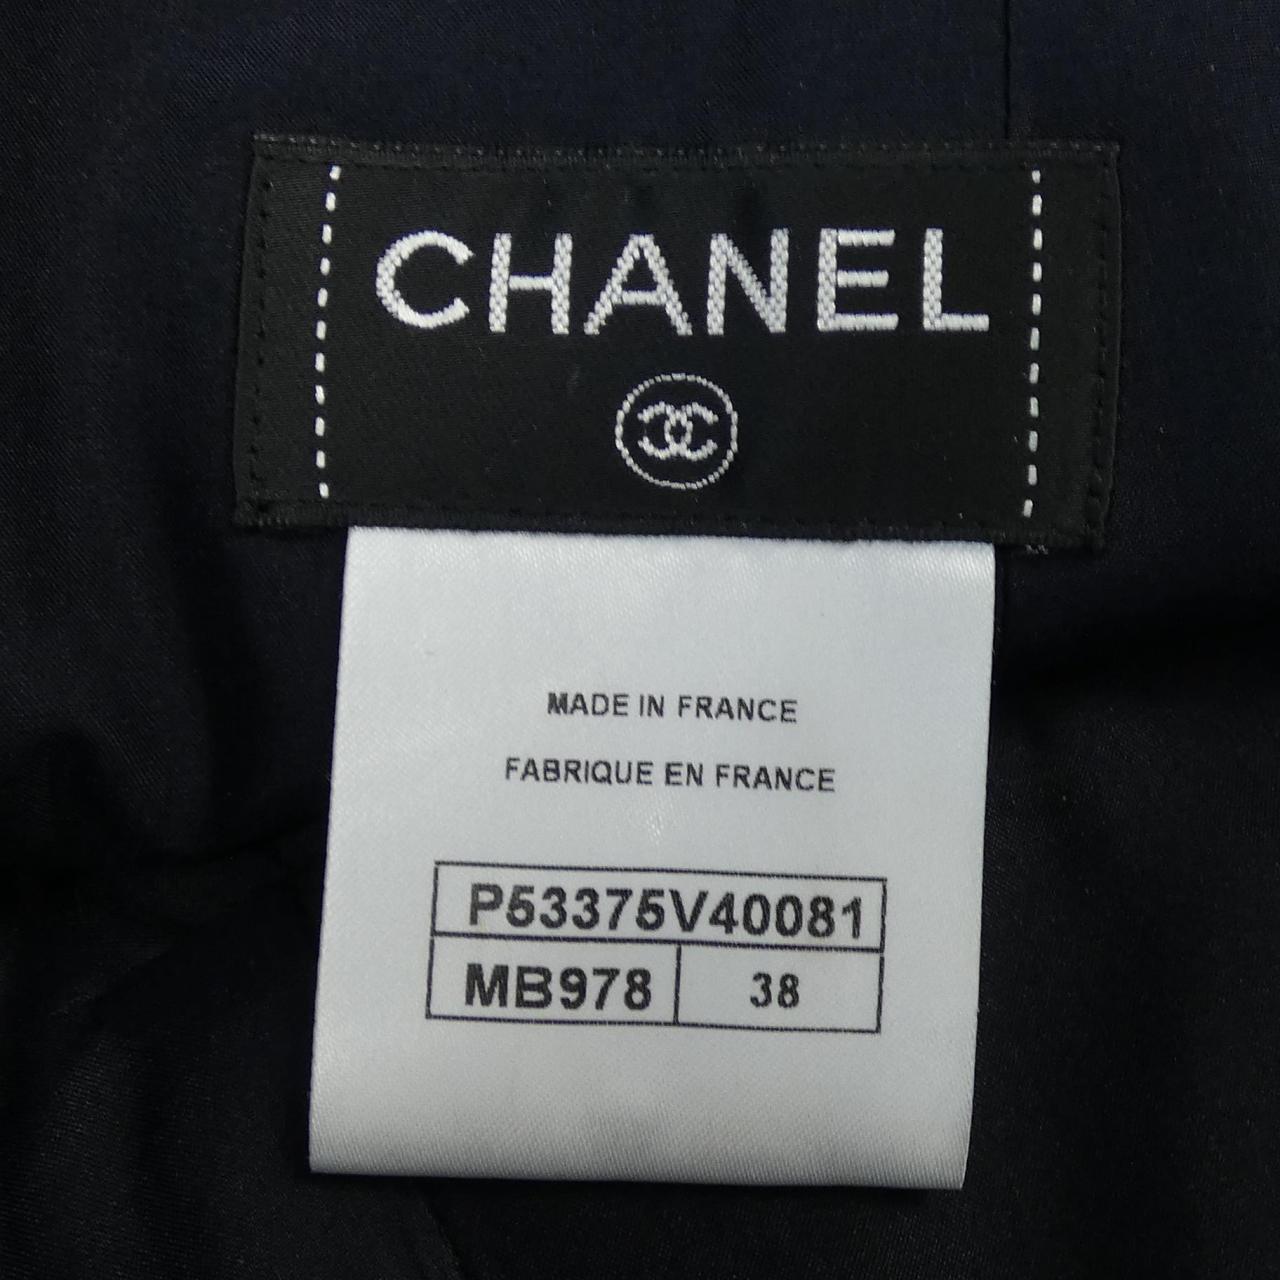 CHANEL
MADE IN FRANCE
FABRIQUE EN FRANCE
P53375V40081
MB978 38